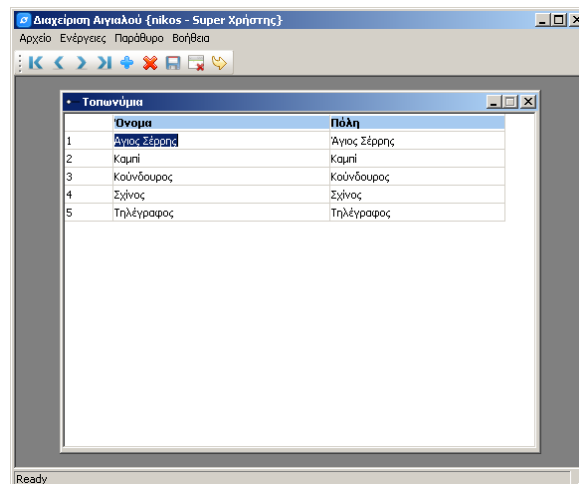 Διαχείριση Αιγιαλού {nikos - Super Χρήστης}
Αρχείο Ενέργειες Παράθυρο Βοήθεια
Τοπωνύμια
Όνομα Πόλη
1 Άγιος Σέρρης Άγιος Σέρρης
2 Καμπί Καμπί
3 Κούνδουρος Κούνδουρος
4 Σχίνος Σχίνος
5 Τηλέγραφος Τηλέγραφος
Ready